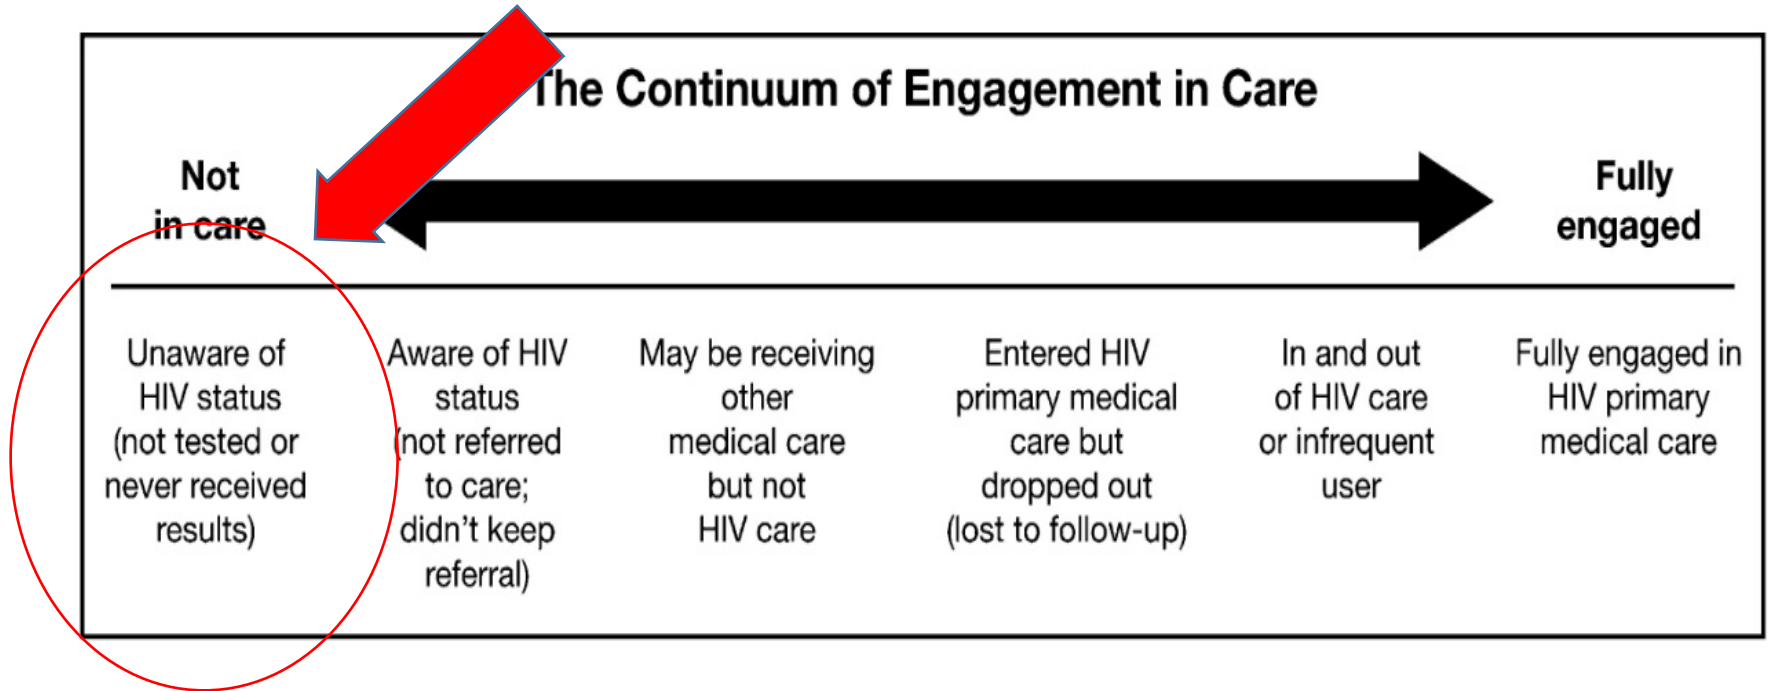 The Continuum of Engagement in Care
Not
in care
Fully
engaged
Unaware of
HIV status
(not tested or
never received
results)
Aware of HIV
status
(not referred
to care;
didn't keep
referral)
May be receiving
other
medical care
but not
HIV care
Entered HIV
primary medical
care but
dropped out
(lost to follow-up)
In and out
of HIV care
or infrequent
user
Fully engaged in
HIV primary
medical care